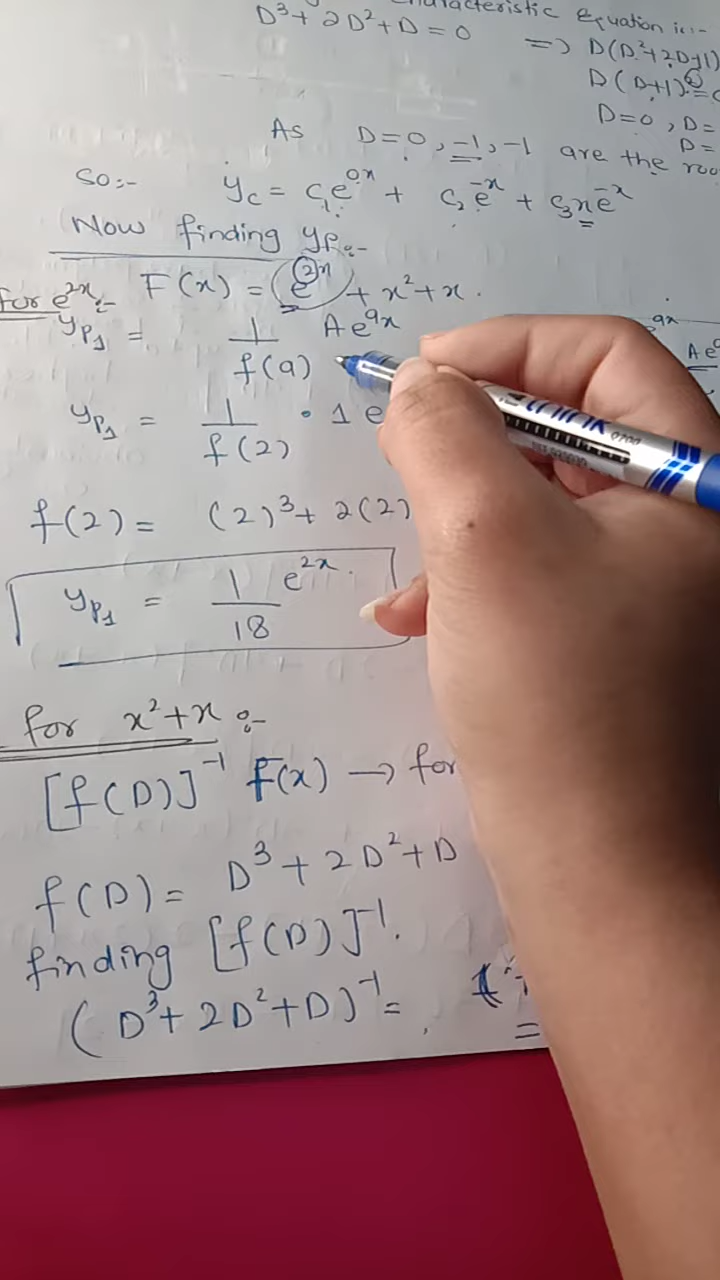 Equation is:-
D³ + 2D² + D = 0 => D(D²+2D+1)
D(D+1)² =
D=0, D=
D=
As D=0, -1, -1 are the
so:- y_c = c₁e^{0x} + c₂e^{-x} + c₃xe^{-x}
Now finding y_p:-
for e^{2x}:- F(x) = e^{2x} + x² + x.
y_{p₁} = 1/f(a) Ae^{ax}
y_{p₁} = 1/f(2) · 1 e
f(2) = (2)³ + 2(2)
y_{p₁} = 1/18 e^{2x}.
for x²+x :-
[f(D)]^{-1} F(x) → for
f(D) = D³ + 2D² + D
finding [f(D)]^{-1}.
(D³ + 2D² + D)^{-1} =
=